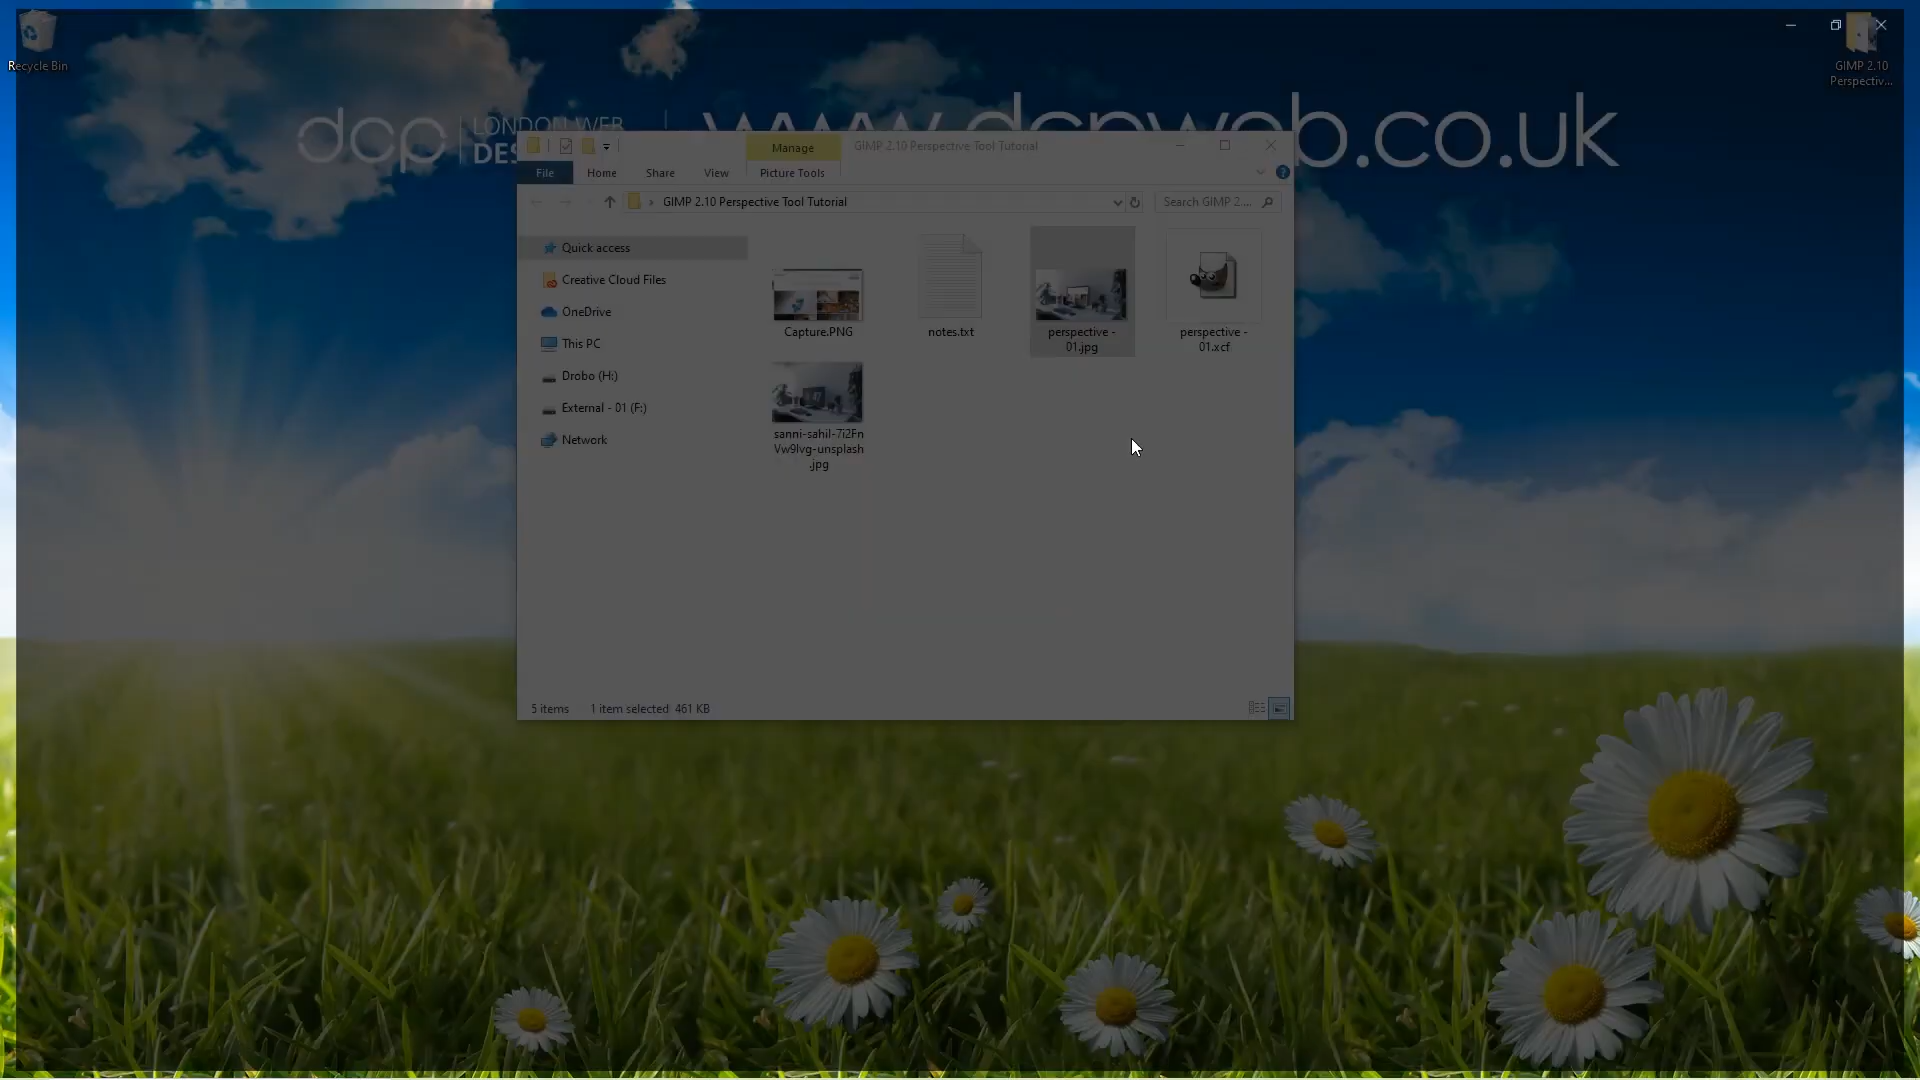 Recycle Bin
GIMP 2.10
Perspectiv...
dcp
LONDON WEB
www.dcpweb.co.uk
Manage
GIMP 2.10 Perspective Tool Tutorial
File
Home
Share
View
Picture Tools
GIMP 2.10 Perspective Tool Tutorial
Search GIMP 2....
Quick access
Creative Cloud Files
OneDrive
This PC
Drobo (H:)
External - 01 (F:)
Network
Capture.PNG
notes.txt
perspective -
01.jpg
perspective -
01.xcf
sanni-sahil-7i2Fn
Vw9lvg-unsplash
.jpg
5 items
1 item selected 461 KB